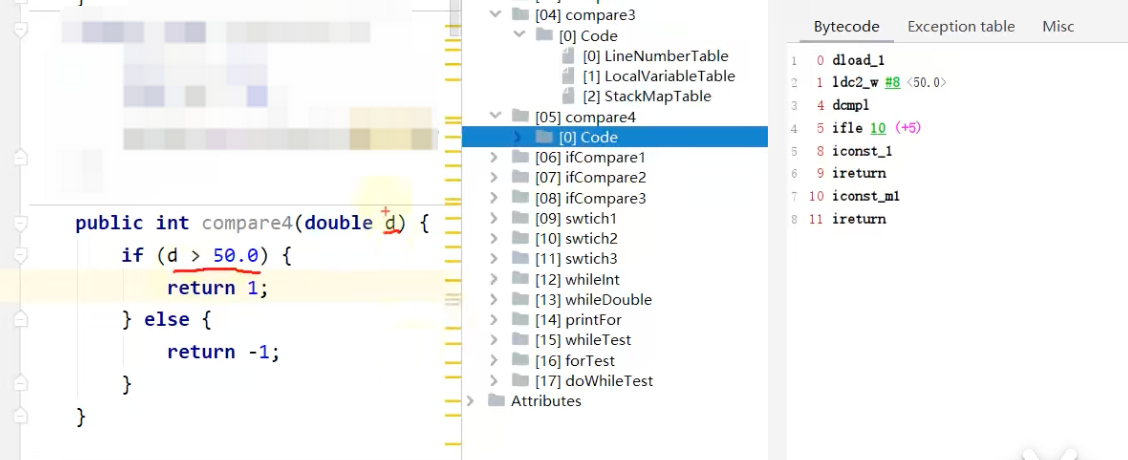 public int compare4(double d) {
if (d > 50.0) {
return 1;
} else {
return -1;
}
}
[04] compare3
[0] Code
[0] LineNumberTable
[1] LocalVariableTable
[2] StackMapTable
[05] compare4
[0] Code
[06] ifCompare1
[07] ifCompare2
[08] ifCompare3
[09] swtich1
[10] swtich2
[11] swtich3
[12] whileInt
[13] whileDouble
[14] printFor
[15] whileTest
[16] forTest
[17] doWhileTest
Attributes
Bytecode Exception table Misc
1 0 dload_1
2 1 ldc2_w #8 <50.0>
3 4 dcmpl
4 5 ifle 10 (+5)
5 8 iconst_1
6 9 ireturn
7 10 iconst_m1
8 11 ireturn